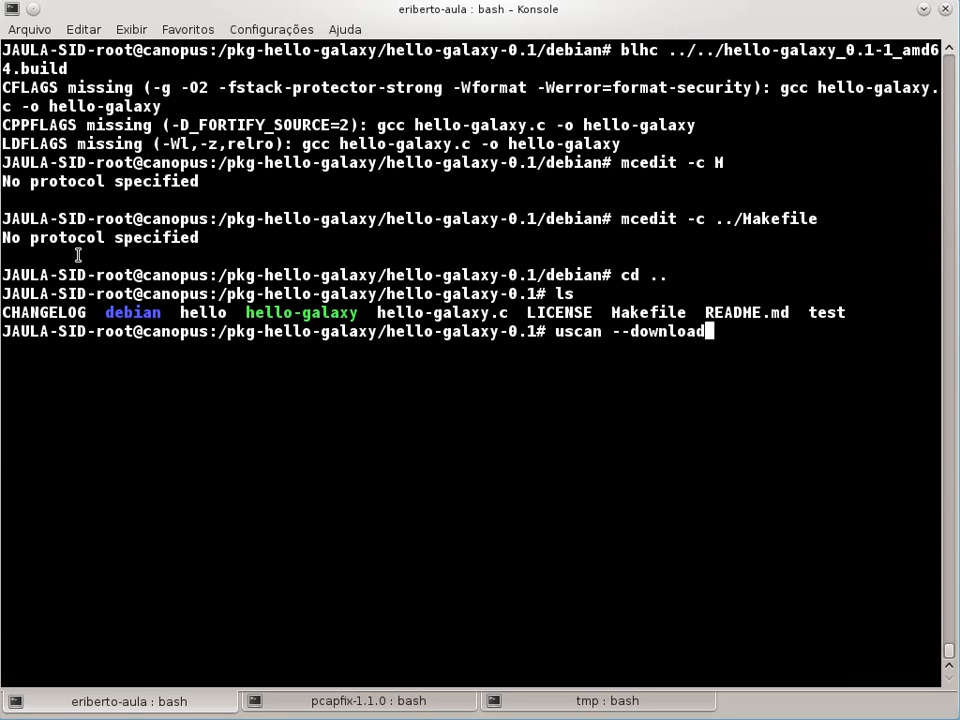 eriberto-aula : bash – Konsole
Arquivo Editar Exibir Favoritos Configurações Ajuda
JAULA-SID-root@canopus:/pkg-hello-galaxy/hello-galaxy-0.1/debian# blhc ../../hello-galaxy_0.1-1_amd6
4.build
CFLAGS missing (-g -O2 -fstack-protector-strong -Wformat -Werror=format-security): gcc hello-galaxy.
c -o hello-galaxy
CPPFLAGS missing (-D_FORTIFY_SOURCE=2): gcc hello-galaxy.c -o hello-galaxy
LDFLAGS missing (-Wl,-z,relro): gcc hello-galaxy.c -o hello-galaxy
JAULA-SID-root@canopus:/pkg-hello-galaxy/hello-galaxy-0.1/debian# mcedit -c H
No protocol specified
JAULA-SID-root@canopus:/pkg-hello-galaxy/hello-galaxy-0.1/debian# mcedit -c ../Makefile
No protocol specified
JAULA-SID-root@canopus:/pkg-hello-galaxy/hello-galaxy-0.1/debian# cd ..
JAULA-SID-root@canopus:/pkg-hello-galaxy/hello-galaxy-0.1# ls
CHANGELOG debian hello hello-galaxy hello-galaxy.c LICENSE Makefile README.md test
JAULA-SID-root@canopus:/pkg-hello-galaxy/hello-galaxy-0.1# uscan --download
eriberto-aula : bash pcapfix-1.1.0 : bash tmp : bash